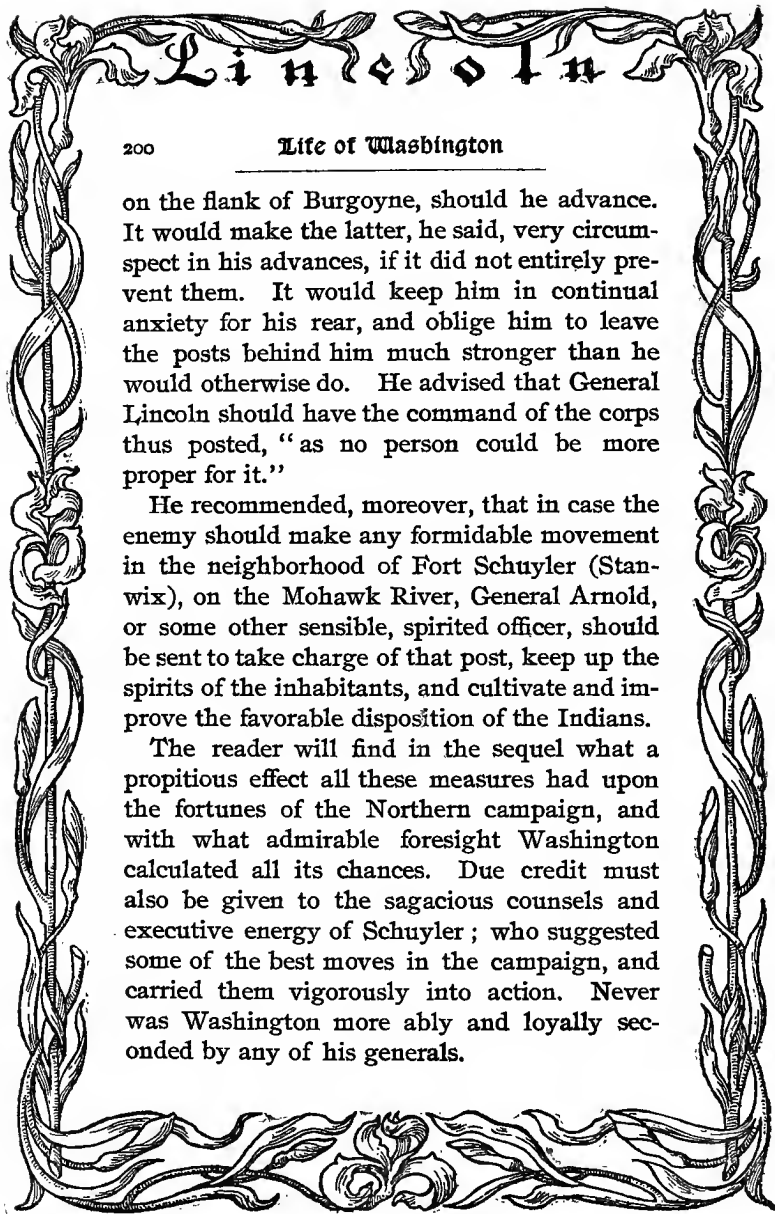 Lincoln
200 Life of Washington
on the flank of Burgoyne, should he advance.
It would make the latter, he said, very circum-
spect in his advances, if it did not entirely pre-
vent them. It would keep him in continual
anxiety for his rear, and oblige him to leave
the posts behind him much stronger than he
would otherwise do. He advised that General
Lincoln should have the command of the corps
thus posted, “as no person could be more
proper for it.”
He recommended, moreover, that in case the
enemy should make any formidable movement
in the neighborhood of Fort Schuyler (Stan-
wix), on the Mohawk River, General Arnold,
or some other sensible, spirited officer, should
be sent to take charge of that post, keep up the
spirits of the inhabitants, and cultivate and im-
prove the favorable disposition of the Indians.
The reader will find in the sequel what a
propitious effect all these measures had upon
the fortunes of the Northern campaign, and
with what admirable foresight Washington
calculated all its chances. Due credit must
also be given to the sagacious counsels and
executive energy of Schuyler ; who suggested
some of the best moves in the campaign, and
carried them vigorously into action. Never
was Washington more ably and loyally sec-
onded by any of his generals.